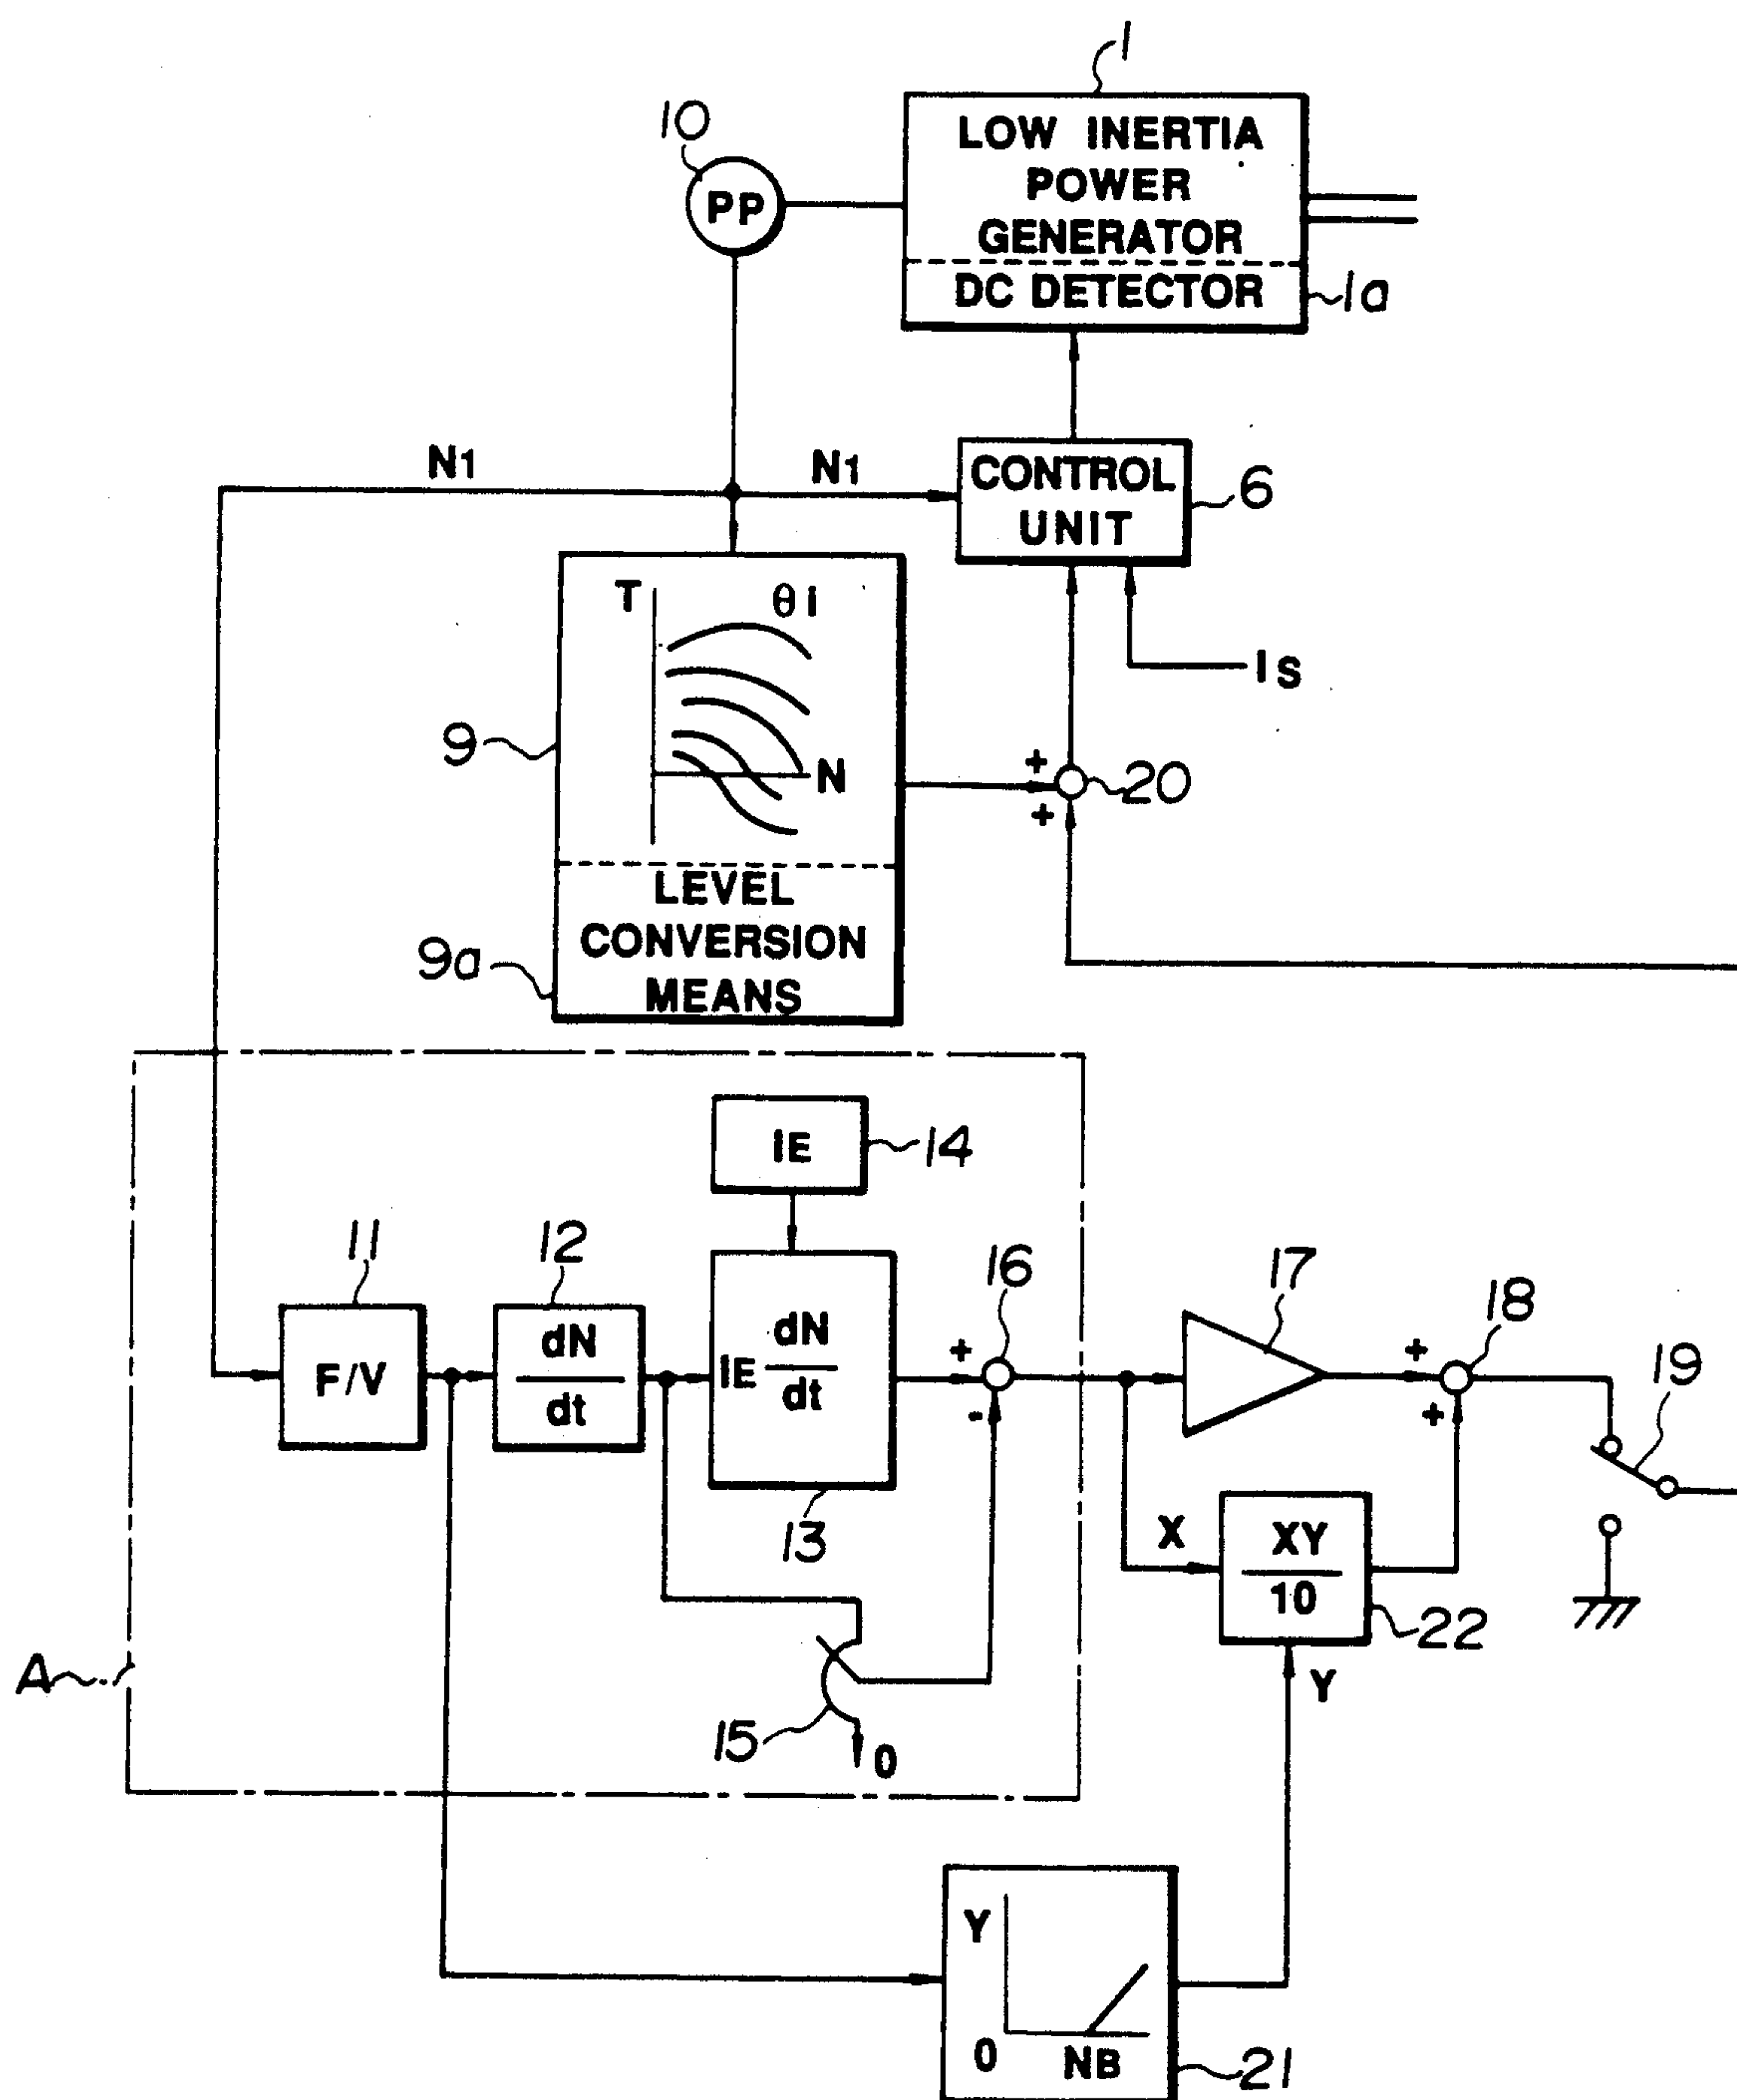 1
10
LOW INERTIA
POWER
GENERATOR
PP
DC DETECTOR
1a
N1
N1
CONTROL
UNIT
6
T
θi
IS
9
N
+
20
+
LEVEL
CONVERSION
9a
MEANS
IE
14
11
12
16
17
18
dN
dt
IE
dN
dt
+
+
19
F/V
-
+
13
X
XY
10
22
A
Y
15
0
Y
0
NB
21